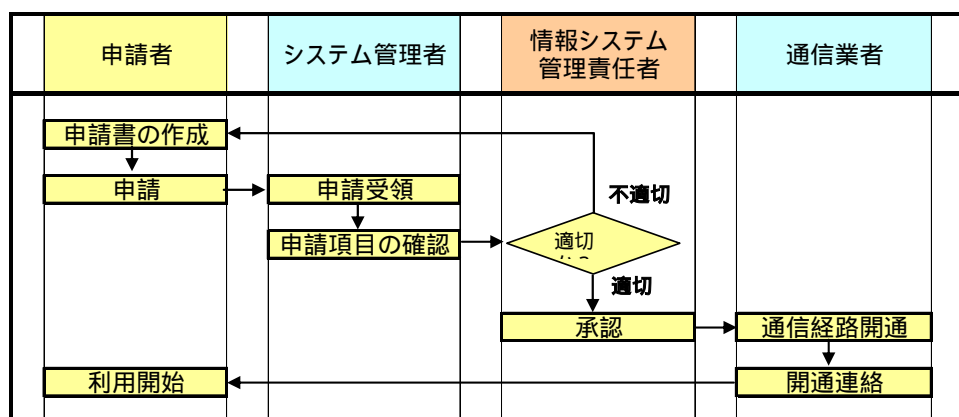 申請者
システム管理者
情報システム
管理責任者
通信業者
申請書の作成
申請
申請受領
不適切
申請項目の確認
適切
適切
承認
通信経路開通
利用開始
開通連絡